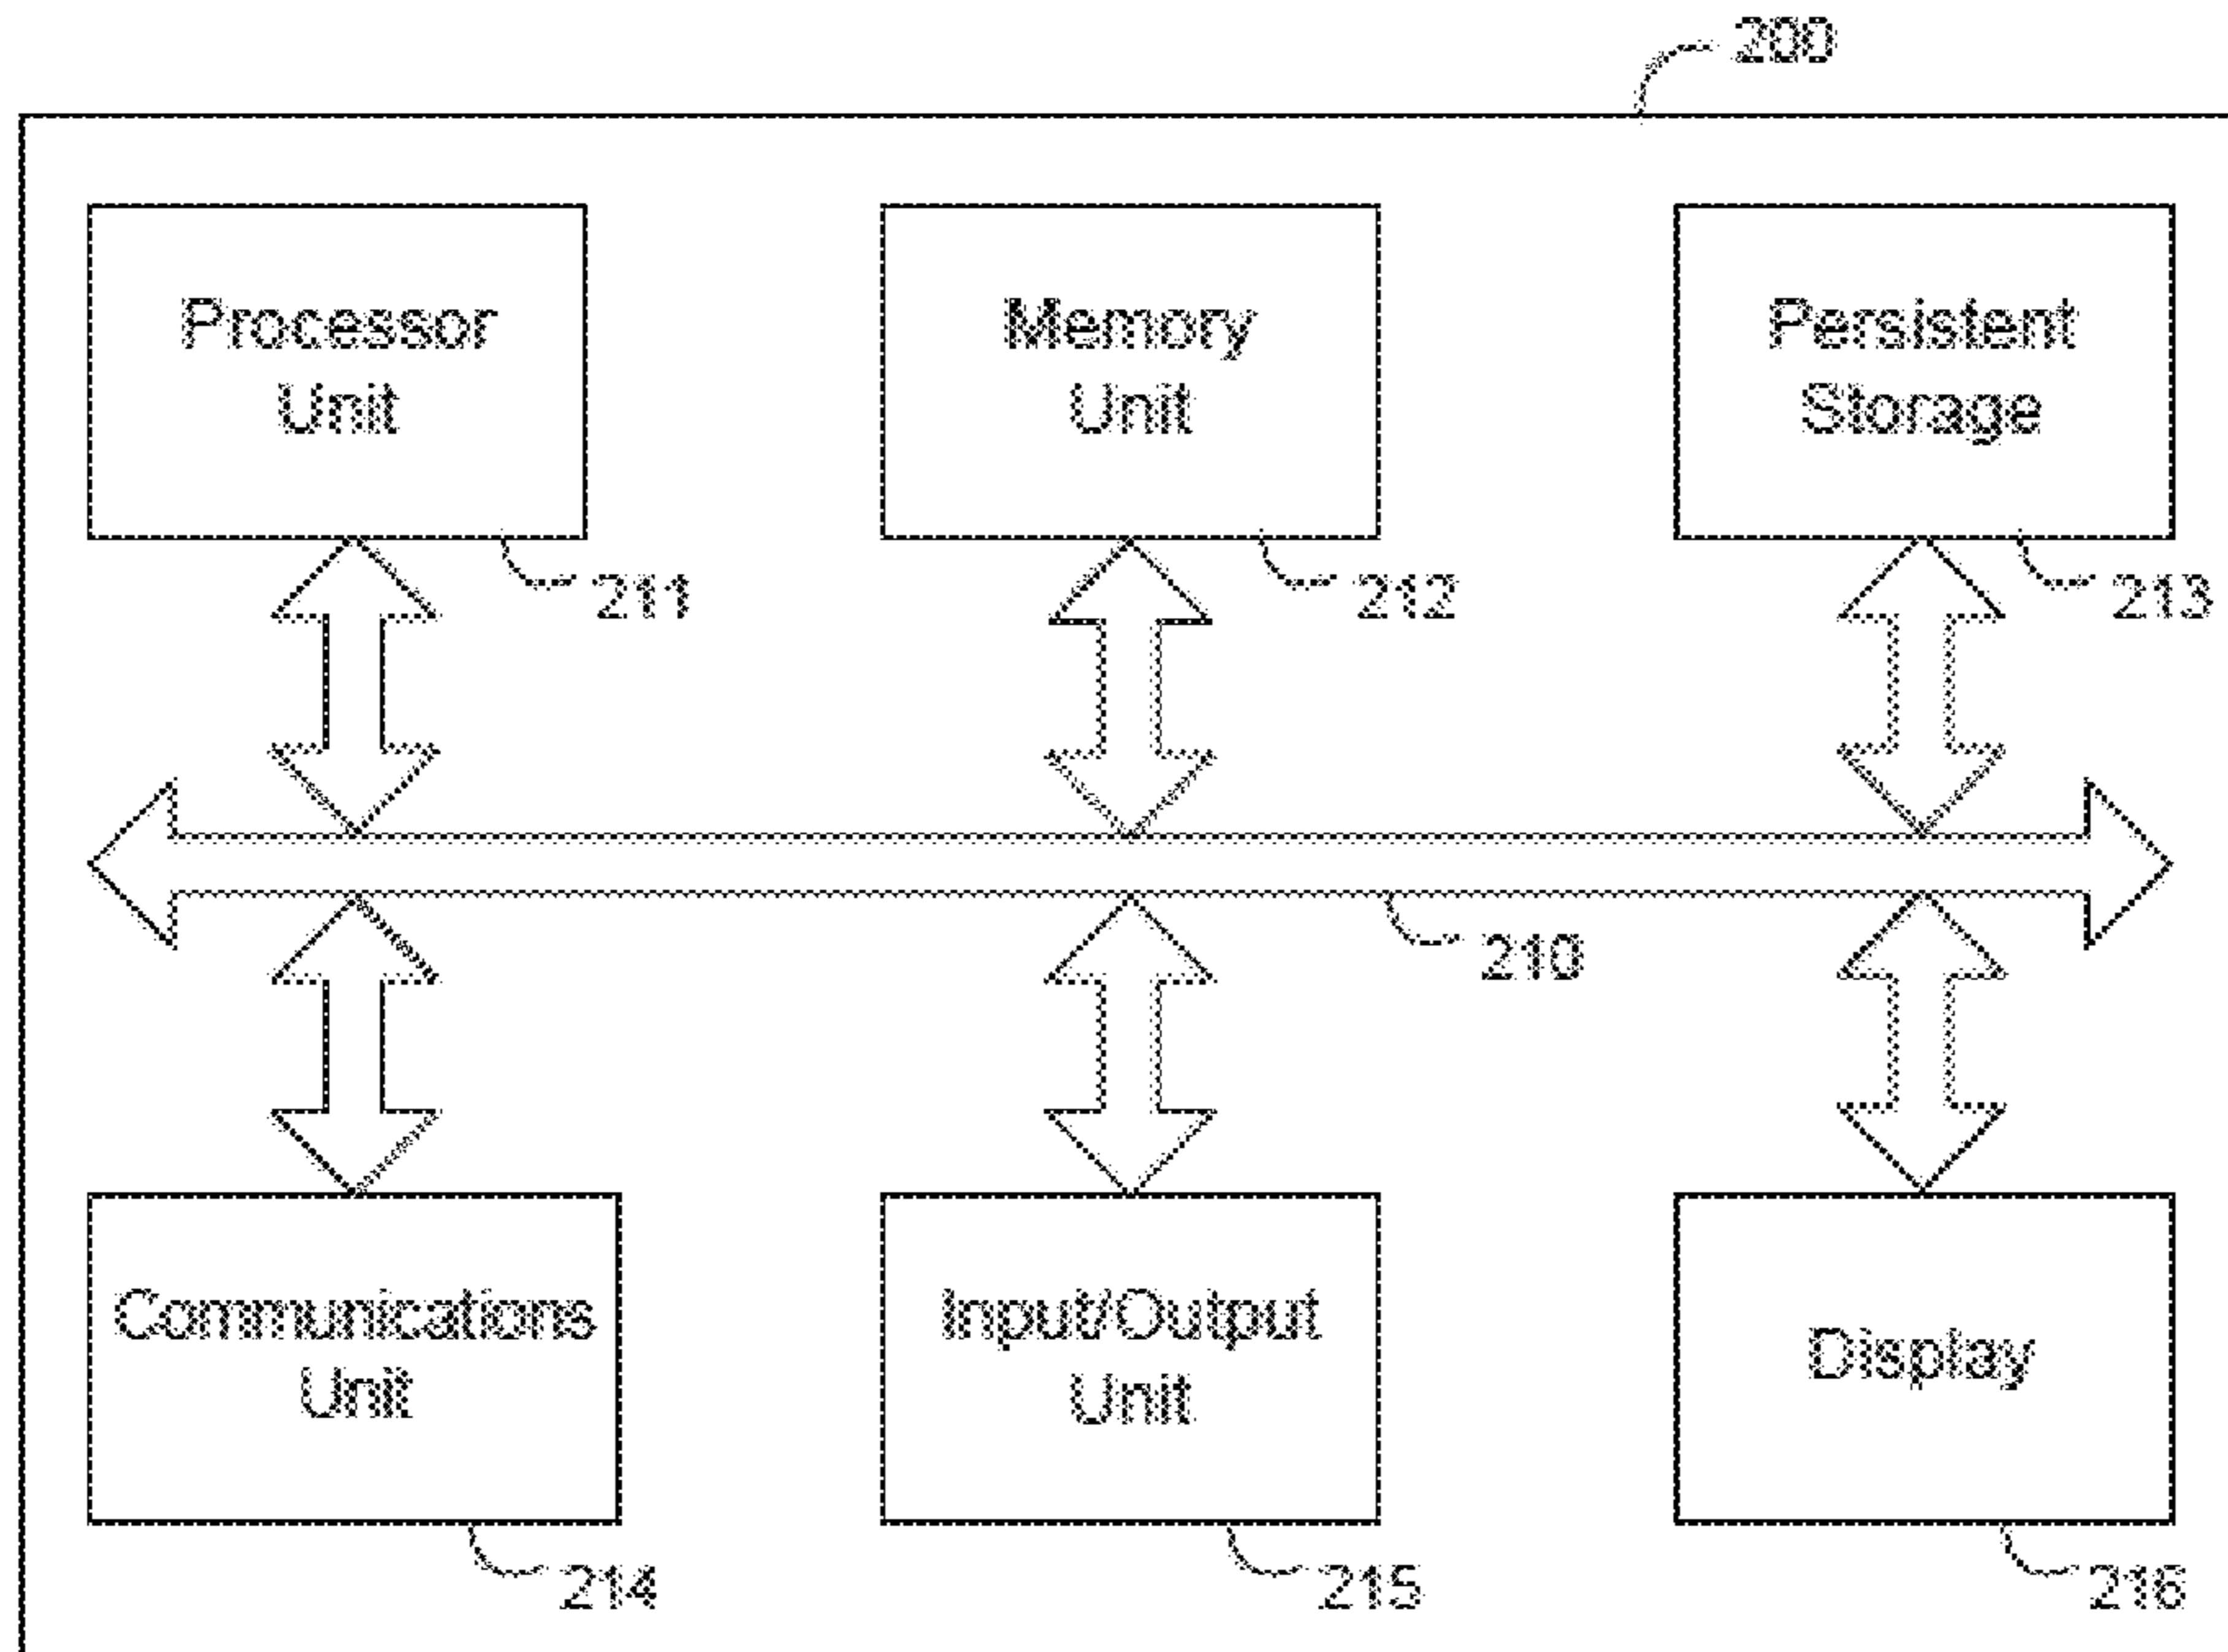 200
Processor
Unit
211
Memory
Unit
212
Persistent
Storage
213
210
Communications
Unit
214
Input/Output
Unit
215
Display
216